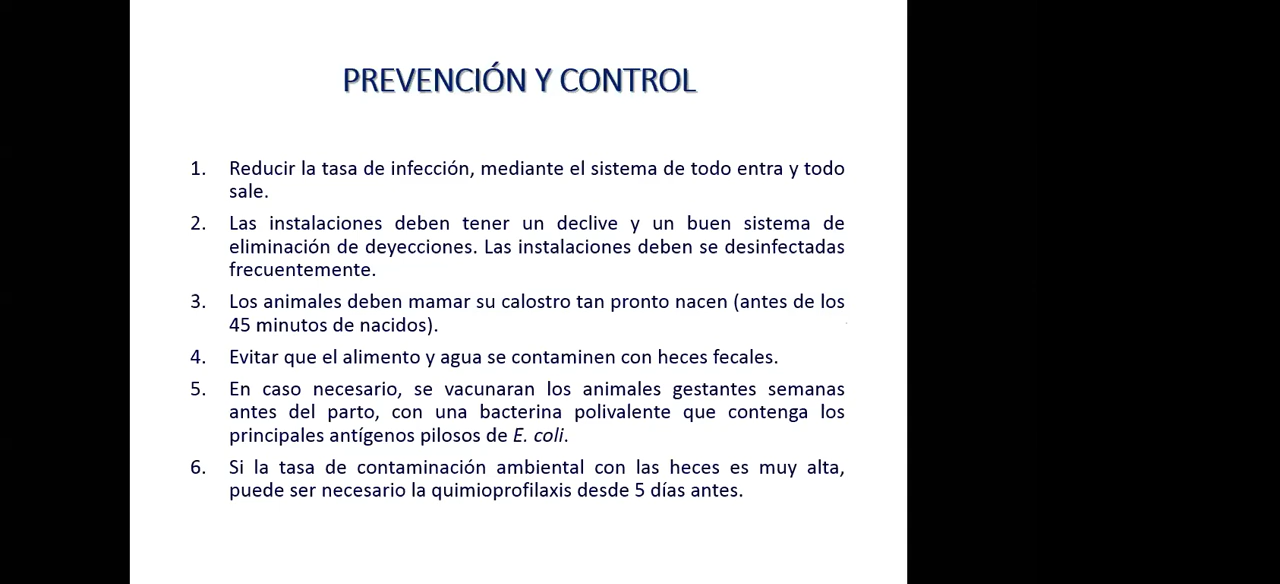 PREVENCIÓN Y CONTROL
1. Reducir la tasa de infección, mediante el sistema de todo entra y todo
sale.
2. Las instalaciones deben tener un declive y un buen sistema de
eliminación de deyecciones. Las instalaciones deben se desinfectadas
frecuentemente.
3. Los animales deben mamar su calostro tan pronto nacen (antes de los
45 minutos de nacidos).
4. Evitar que el alimento y agua se contaminen con heces fecales.
5. En caso necesario, se vacunaran los animales gestantes semanas
antes del parto, con una bacterina polivalente que contenga los
principales antígenos pilosos de E. coli.
6. Si la tasa de contaminación ambiental con las heces es muy alta,
puede ser necesario la quimioprofilaxis desde 5 días antes.